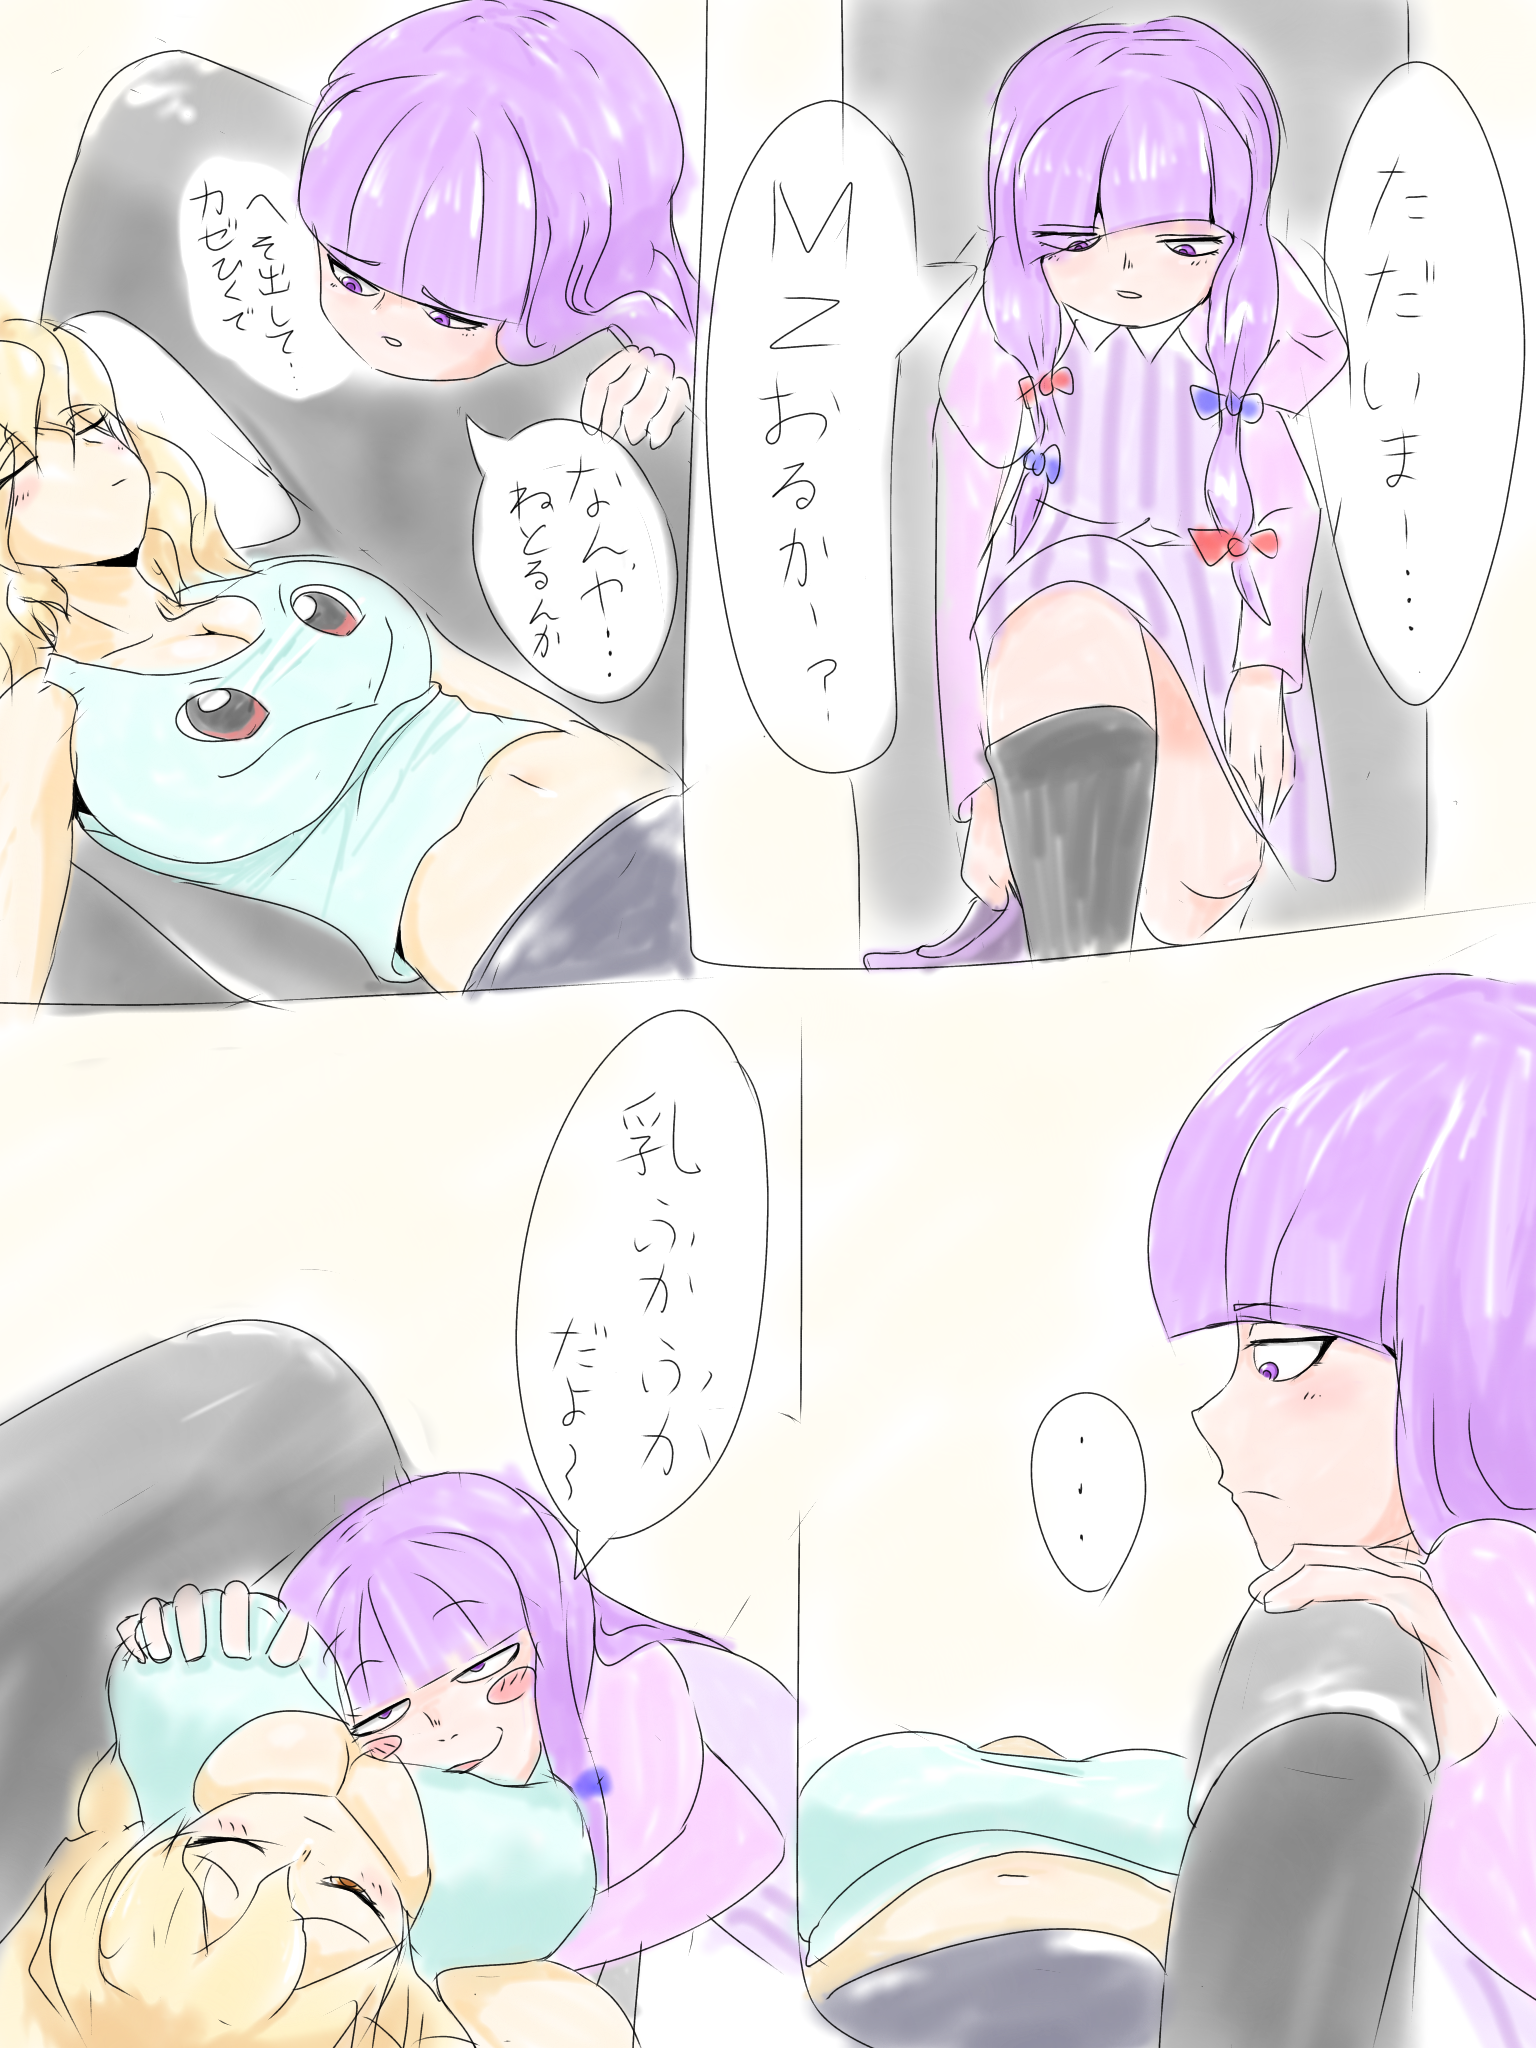 ただいまー・・・
MZおるかー?
なんや・・・
ねとるんか
へそ出して・・・
カゼひくで
・・・
乳ふかふか
だよ〜